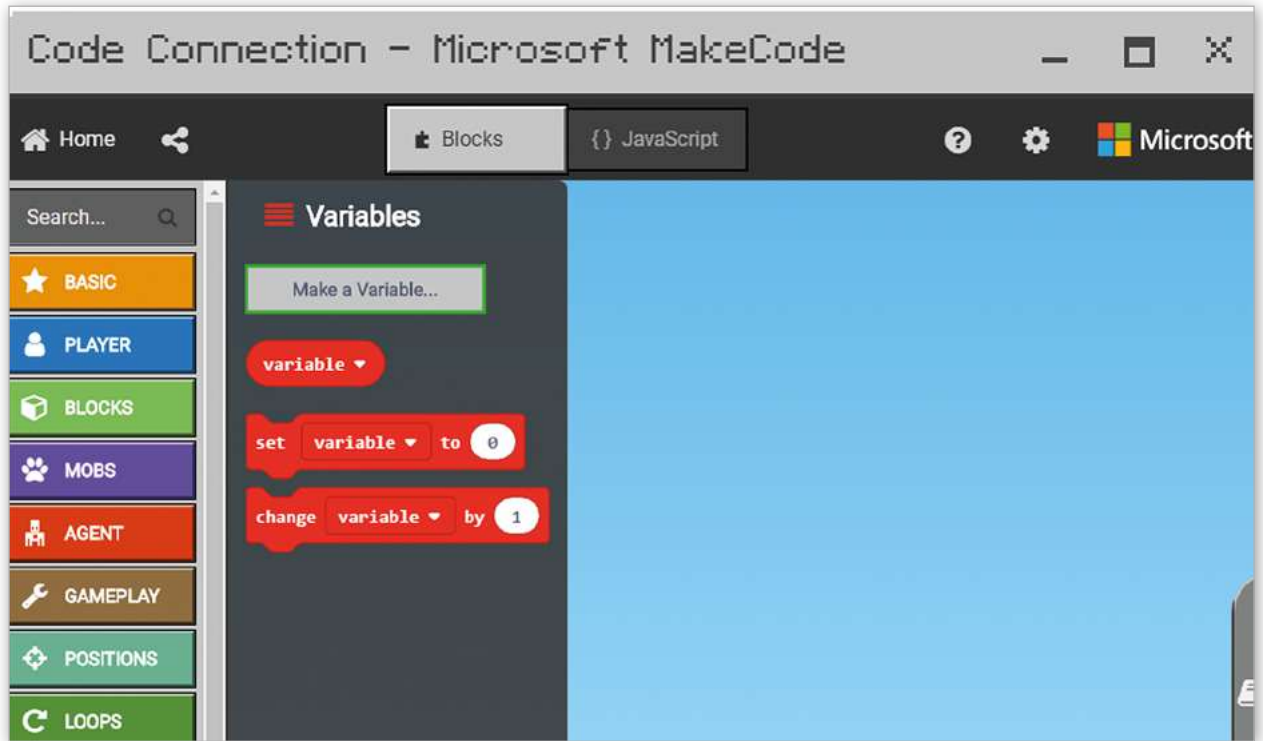 Code Connection - Microsoft MakeCode
Home
Blocks
{} JavaScript
Microsoft
Search...
BASIC
PLAYER
BLOCKS
MOBS
AGENT
GAMEPLAY
POSITIONS
LOOPS
Variables
Make a Variable...
variable
set variable to 0
change variable by 1